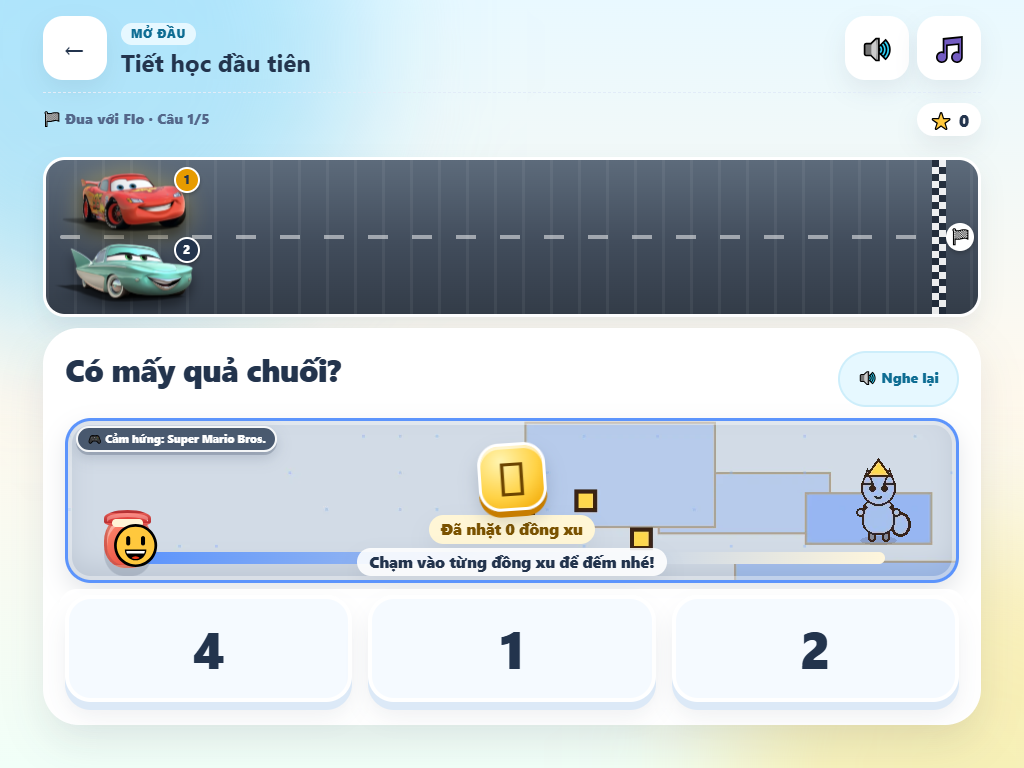 ←
MỞ ĐẦU
Tiết học đầu tiên
Đua với Flo · Câu 1/5
0
1
2
Có mấy quả chuối?
Nghe lại
Cảm hứng: Super Mario Bros.
Đã nhặt 0 đồng xu
Chạm vào từng đồng xu để đếm nhé!
4
1
2